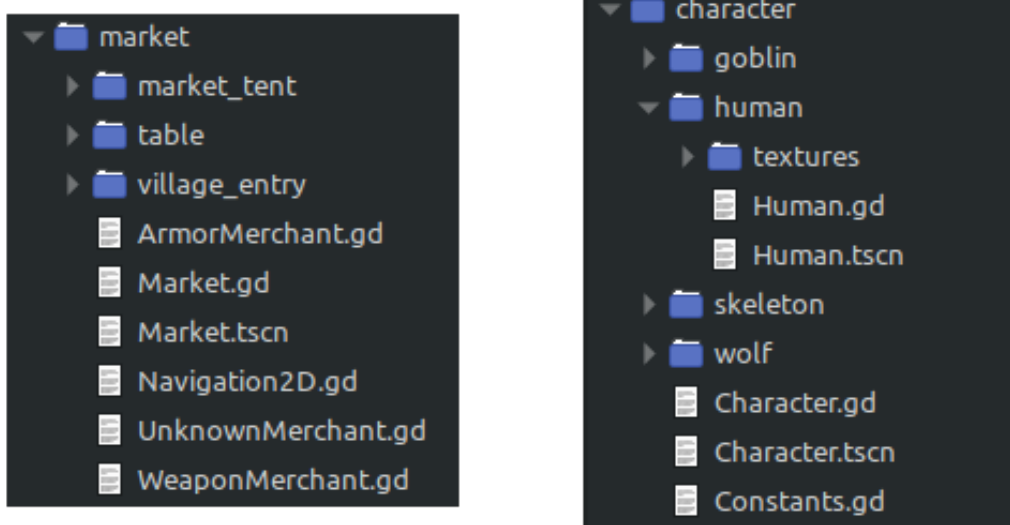 market
market_tent
table
village_entry
ArmorMerchant.gd
Market.gd
Market.tscn
Navigation2D.gd
UnknownMerchant.gd
WeaponMerchant.gd
character
goblin
human
textures
Human.gd
Human.tscn
skeleton
wolf
Character.gd
Character.tscn
Constants.gd